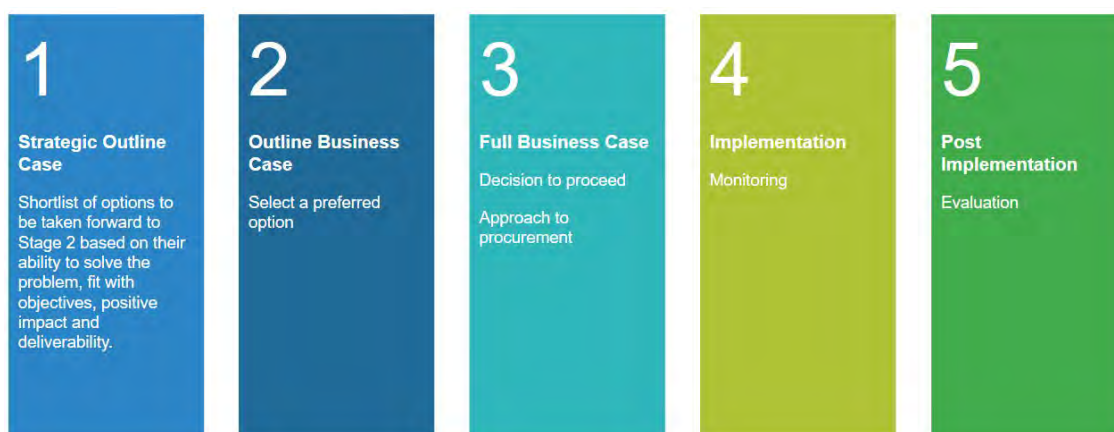 1
Strategic Outline
Case
Shortlist of options to
be taken forward to
Stage 2 based on their
ability to solve the
problem, fit with
objectives, positive
impact and
deliverability.
2
Outline Business
Case
Select a preferred
option
3
Full Business Case
Decision to proceed
Approach to
procurement
4
Implementation
Monitoring
5
Post
Implementation
Evaluation